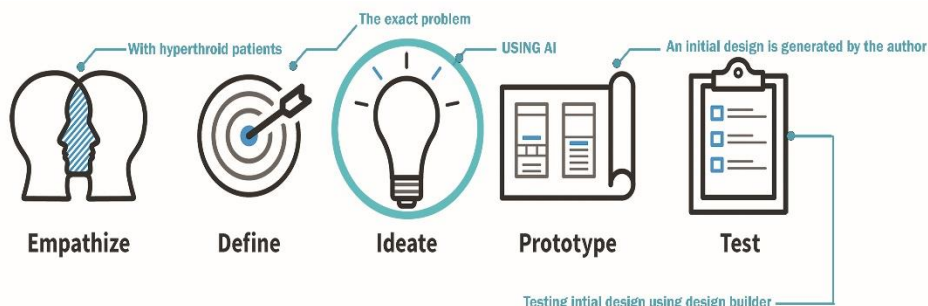 The exact problem
With hyperthroid patients
USING AI
An initial design is generated by the author
Empathize
Define
Ideate
Prototype
Test
Testing intial design using design builder